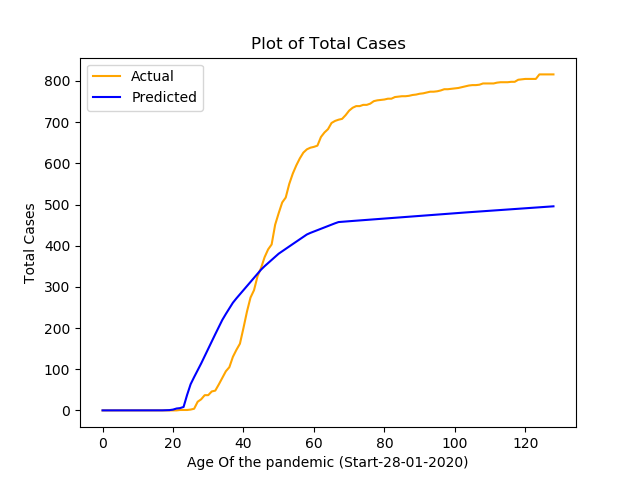 Plot of Total Cases
Actual
Predicted
800
700
600
500
400
300
200
100
0
Total Cases
0 20 40 60 80 100 120
Age Of the pandemic (Start-28-01-2020)